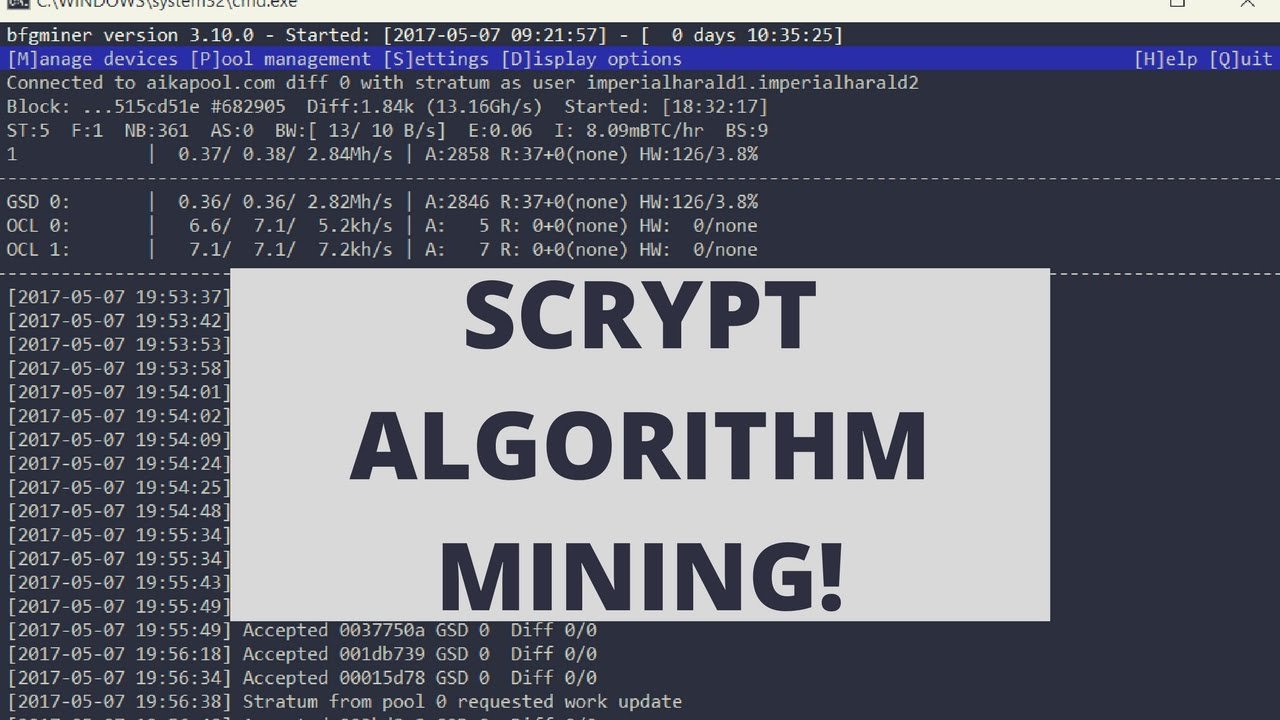 C:\WINDOWS\system32\cmd.exe
bfgminer version 3.10.0 - Started: [2017-05-07 09:21:57] - [  0 days 10:35:25]
[M]anage devices [P]ool management [S]ettings [D]isplay options [H]elp [Q]uit
Connected to aikapool.com diff 0 with stratum as user imperialharald1.imperialharald2
Block: ...515cd51e #682905  Diff:1.84k (13.16Gh/s)  Started: [18:32:17]
ST:5  F:1  NB:361  AS:0  BW:[ 13/ 10 B/s]  E:0.06  I: 8.09mBTC/hr  BS:9
1            |  0.37/ 0.38/ 2.84Mh/s | A:2858 R:37+0(none) HW:126/3.8%
GSD 0:       |  0.36/ 0.36/ 2.82Mh/s | A:2846 R:37+0(none) HW:126/3.8%
OCL 0:       |   6.6/  7.1/  5.2kh/s | A:   5 R: 0+0(none) HW:  0/none
OCL 1:       |   7.1/  7.1/  7.2kh/s | A:   7 R: 0+0(none) HW:  0/none
[2017-05-07 19:53:37]
[2017-05-07 19:53:42]
[2017-05-07 19:53:53]
[2017-05-07 19:53:58]
[2017-05-07 19:54:01]
[2017-05-07 19:54:02]
[2017-05-07 19:54:09]
[2017-05-07 19:54:24]
[2017-05-07 19:54:25]
[2017-05-07 19:54:48]
[2017-05-07 19:55:34]
[2017-05-07 19:55:34]
[2017-05-07 19:55:43]
[2017-05-07 19:55:49]
SCRYPT
ALGORITHM
MINING!
[2017-05-07 19:55:49] Accepted 0037750a GSD 0  Diff 0/0
[2017-05-07 19:56:18] Accepted 001db739 GSD 0  Diff 0/0
[2017-05-07 19:56:34] Accepted 00015d78 GSD 0  Diff 0/0
[2017-05-07 19:56:38] Stratum from pool 0 requested work update